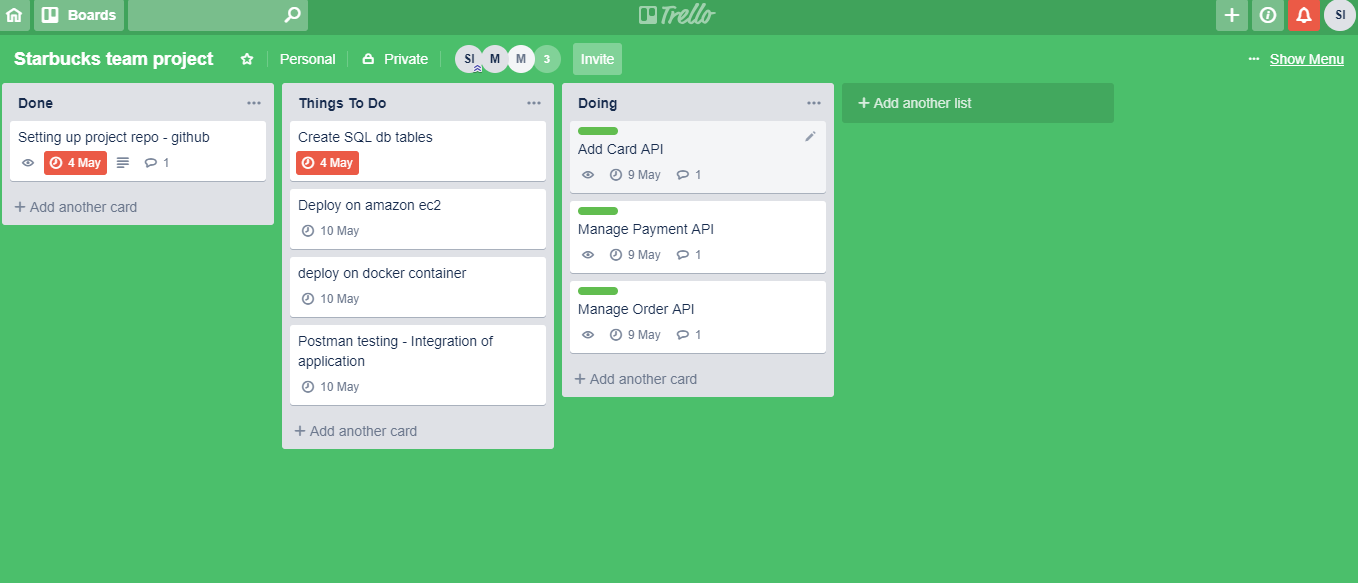 Boards
Trello
SI
Starbucks team project
Personal
Private
SI
M
M
3
Invite
... Show Menu
Done
Setting up project repo - github
4 May
1
+ Add another card
Things To Do
Create SQL db tables
4 May
Deploy on amazon ec2
10 May
deploy on docker container
10 May
Postman testing - Integration of
application
10 May
+ Add another card
Doing
Add Card API
9 May
1
Manage Payment API
9 May
1
Manage Order API
9 May
1
+ Add another card
+ Add another list